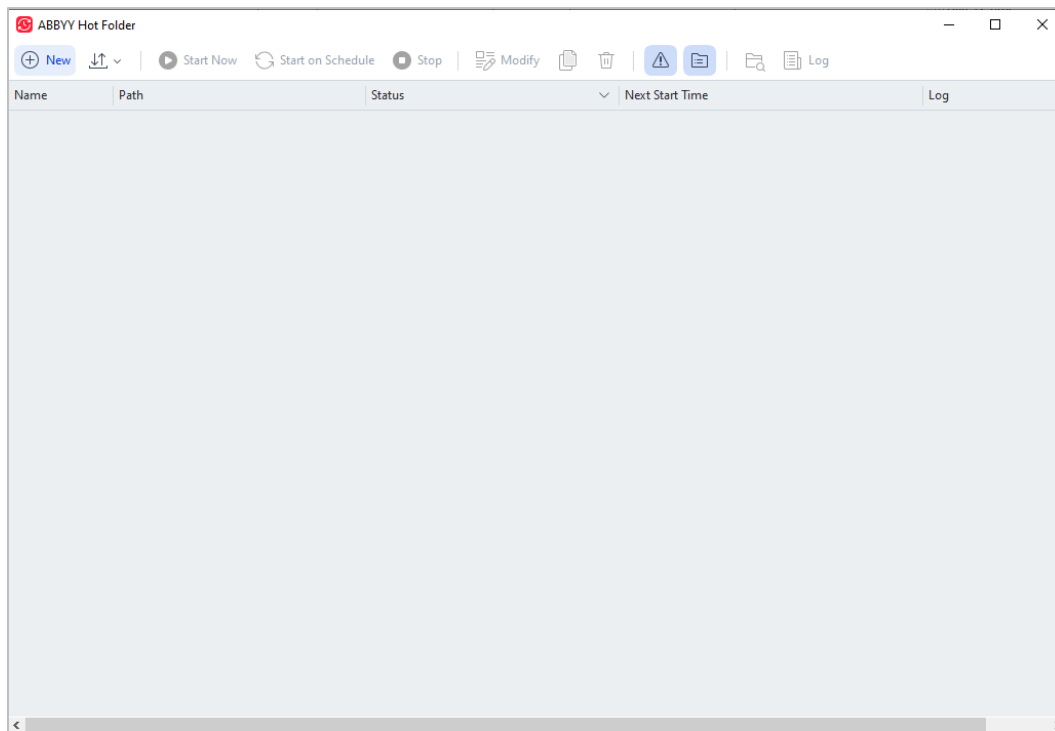 ABBYY Hot Folder
New Start Now Start on Schedule Stop Modify Log
Name Path Status Next Start Time Log